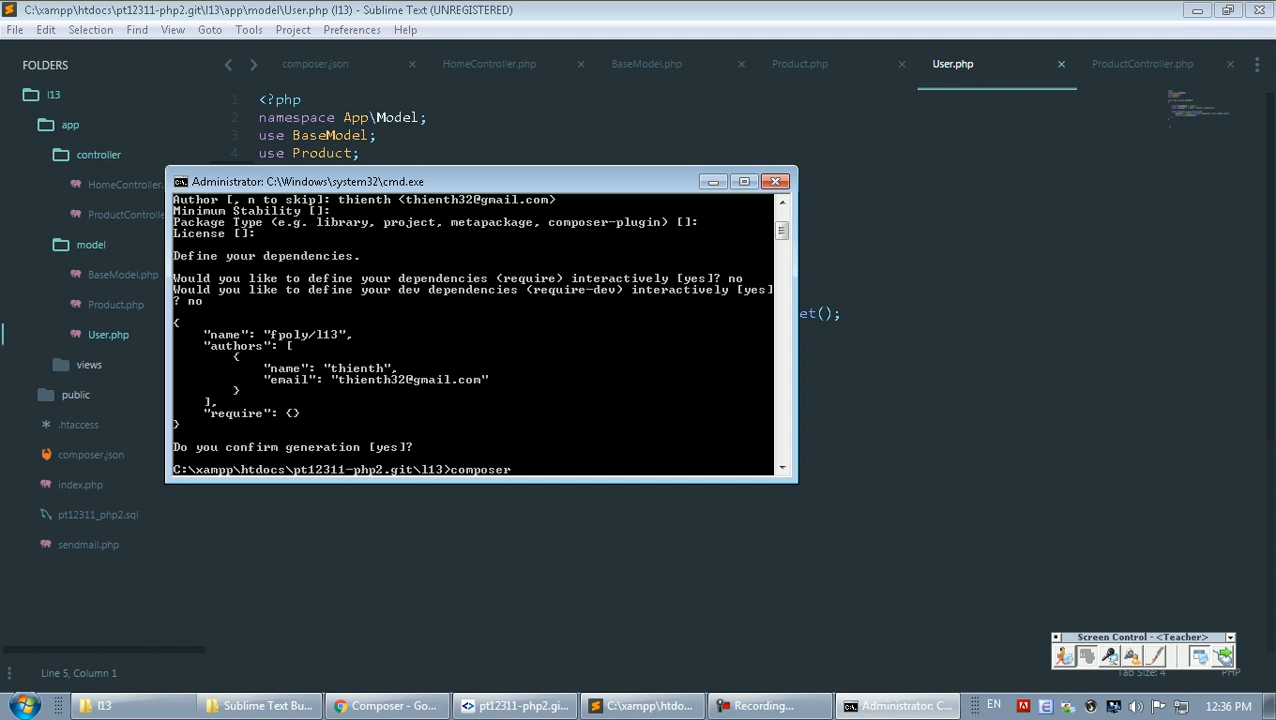 C:\xampp\htdocs\pt12311-php2.git\l13\app\model\User.php (l13) - Sublime Text (UNREGISTERED)
File Edit Selection Find View Goto Tools Project Preferences Help
FOLDERS
l13
app
controller
HomeController.
ProductControlle
model
BaseModel.php
Product.php
User.php
views
public
.htaccess
composer.json
index.php
pt12311_php2.sql
sendmail.php
composer.json HomeController.php BaseModel.php Product.php User.php ProductController.php
1 <?php
2 namespace App\Model;
3 use BaseModel;
4 use Product;
et();
Administrator: C:\Windows\system32\cmd.exe
Author [, n to skip]: thienth <thienth32@gmail.com>
Minimum Stability []:
Package Type (e.g. library, project, metapackage, composer-plugin) []:
License []:
Define your dependencies.
Would you like to define your dependencies (require) interactively [yes]? no
Would you like to define your dev dependencies (require-dev) interactively [yes]
? no
{
"name": "fpoly/l13",
"authors": [
{
"name": "thienth",
"email": "thienth32@gmail.com"
}
],
"require": {}
}
Do you confirm generation [yes]?
C:\xampp\htdocs\pt12311-php2.git\l13>composer
Screen Control - <Teacher>
Line 5, Column 1
Tab Size: 4 PHP
l13 Sublime Text Bu... Composer - Go... pt12311-php2.gi... C:\xampp\htdo... Recording... Administrator: C... EN 12:36 PM